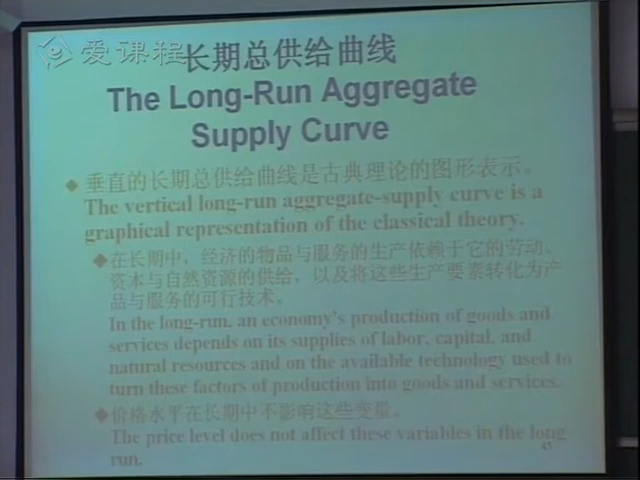 爱课程
长期总供给曲线
The Long-Run Aggregate
Supply Curve
垂直的长期总供给曲线是古典理论的图形表示。
The vertical long-run aggregate-supply curve is a
graphical representation of the classical theory.
在长期中，经济的物品与服务的生产依赖于它的劳动、
资本与自然资源的供给，以及将这些生产要素转化为产
品与服务的可行技术。
In the long-run, an economy's production of goods and
services depends on its supplies of labor, capital, and
natural resources and on the available technology used to
turn these factors of production into goods and services.
价格水平在长期中不影响这些变量。
The price level does not affect these variables in the long
run.
45